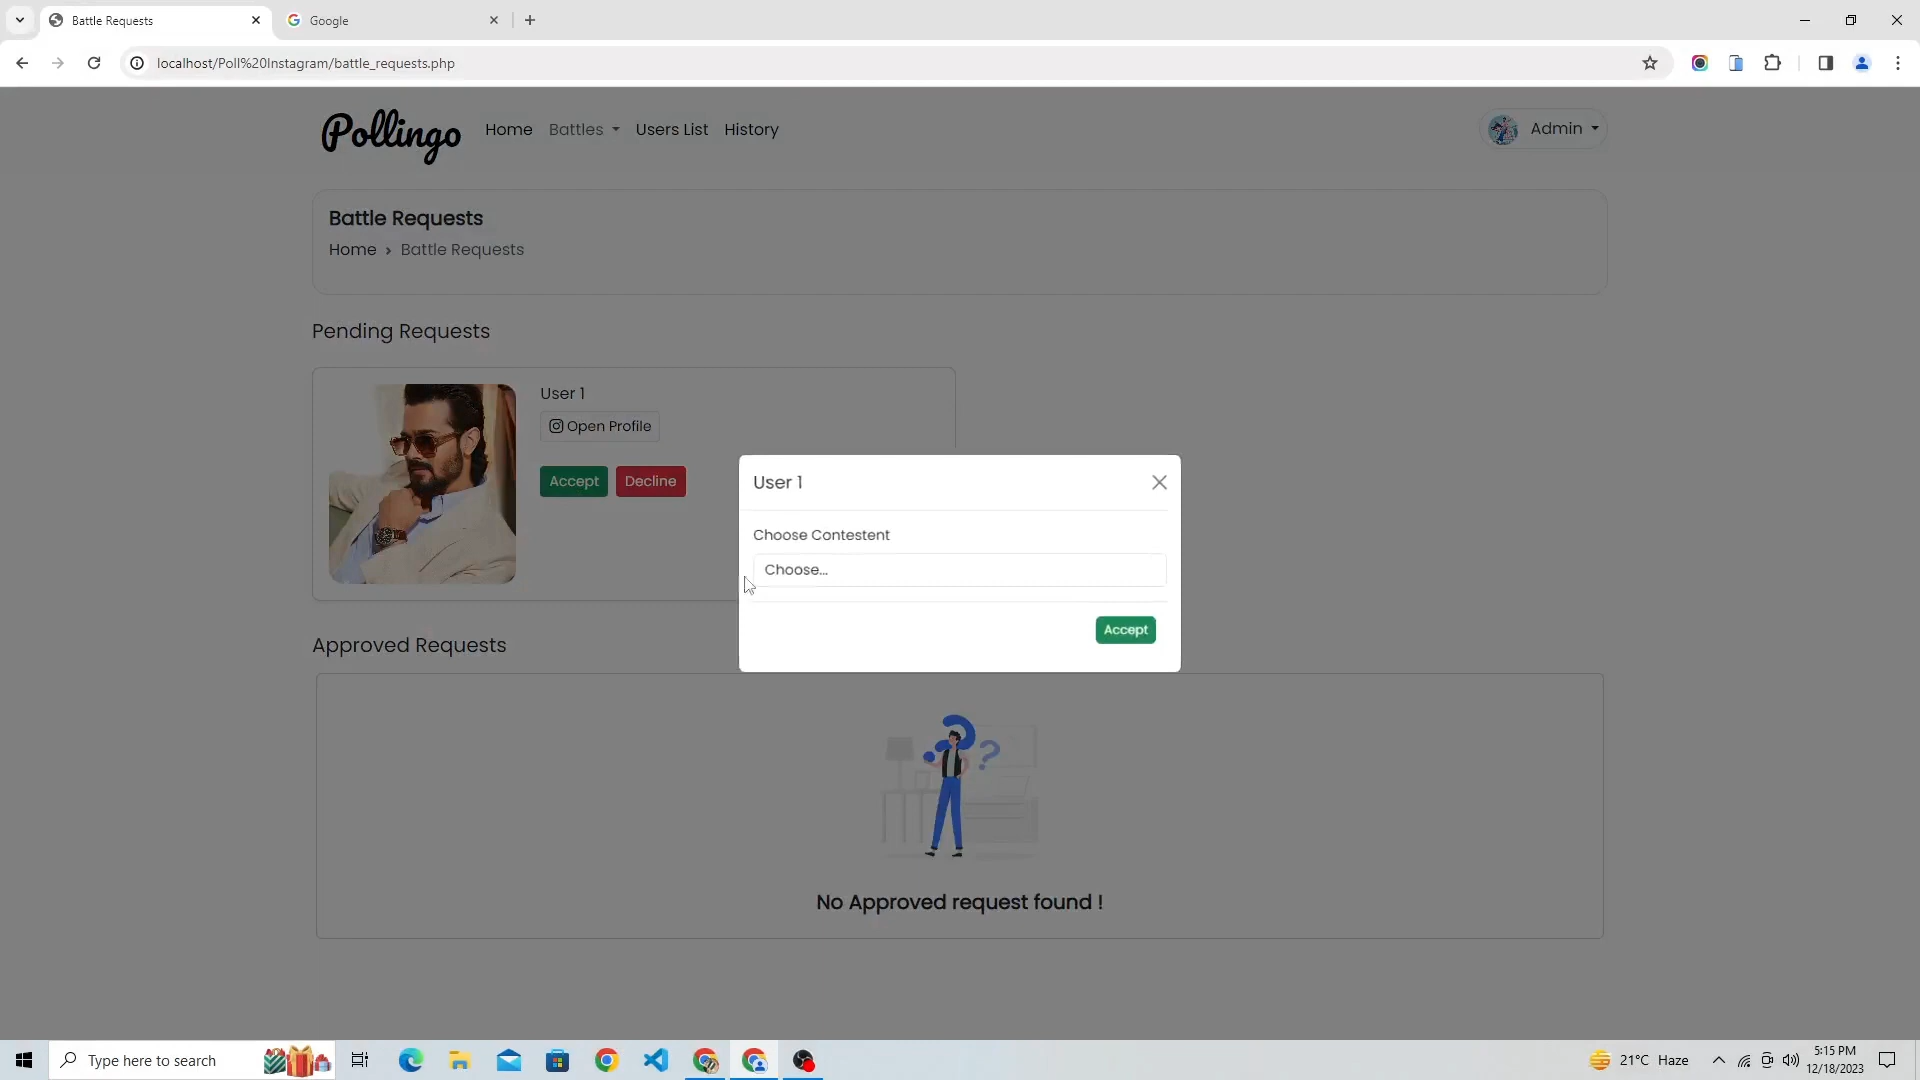 Battle Requests
Google
localhost/Poll%20Instagram/battle_requests.php
Pollingo
Home
Battles
Users List
History
Admin
Battle Requests
Home › Battle Requests
Pending Requests
User 1
Open Profile
Accept
Decline
User 1
Choose Contestent
Choose...
Accept
Approved Requests
No Approved request found !
Type here to search
21°C Haze
5:15 PM
12/18/2023